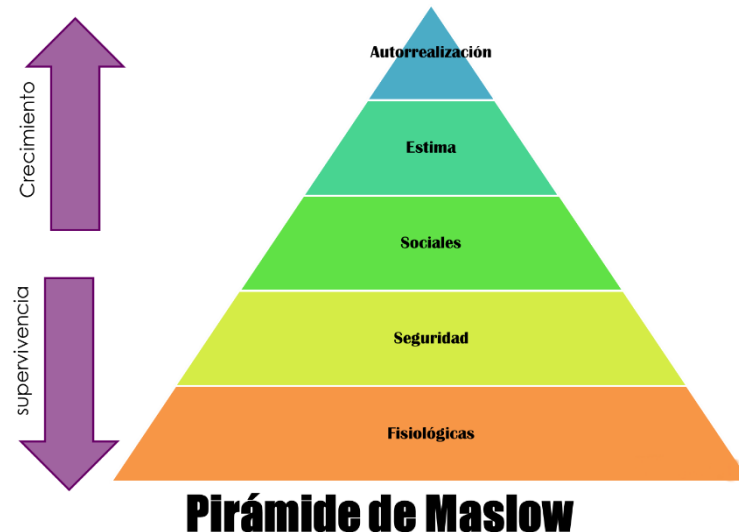 Autorrealización
Crecimiento
Estima
Sociales
supervivencia
Seguridad
Fisiológicas
Pirámide de Maslow